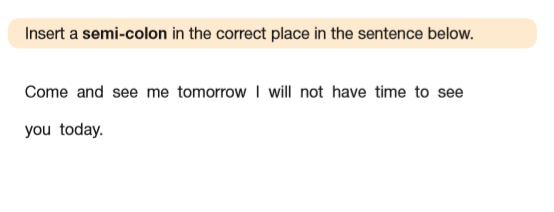 Insert a semi-colon in the correct place in the sentence below.
Come and see me tomorrow I will not have time to see
you today.